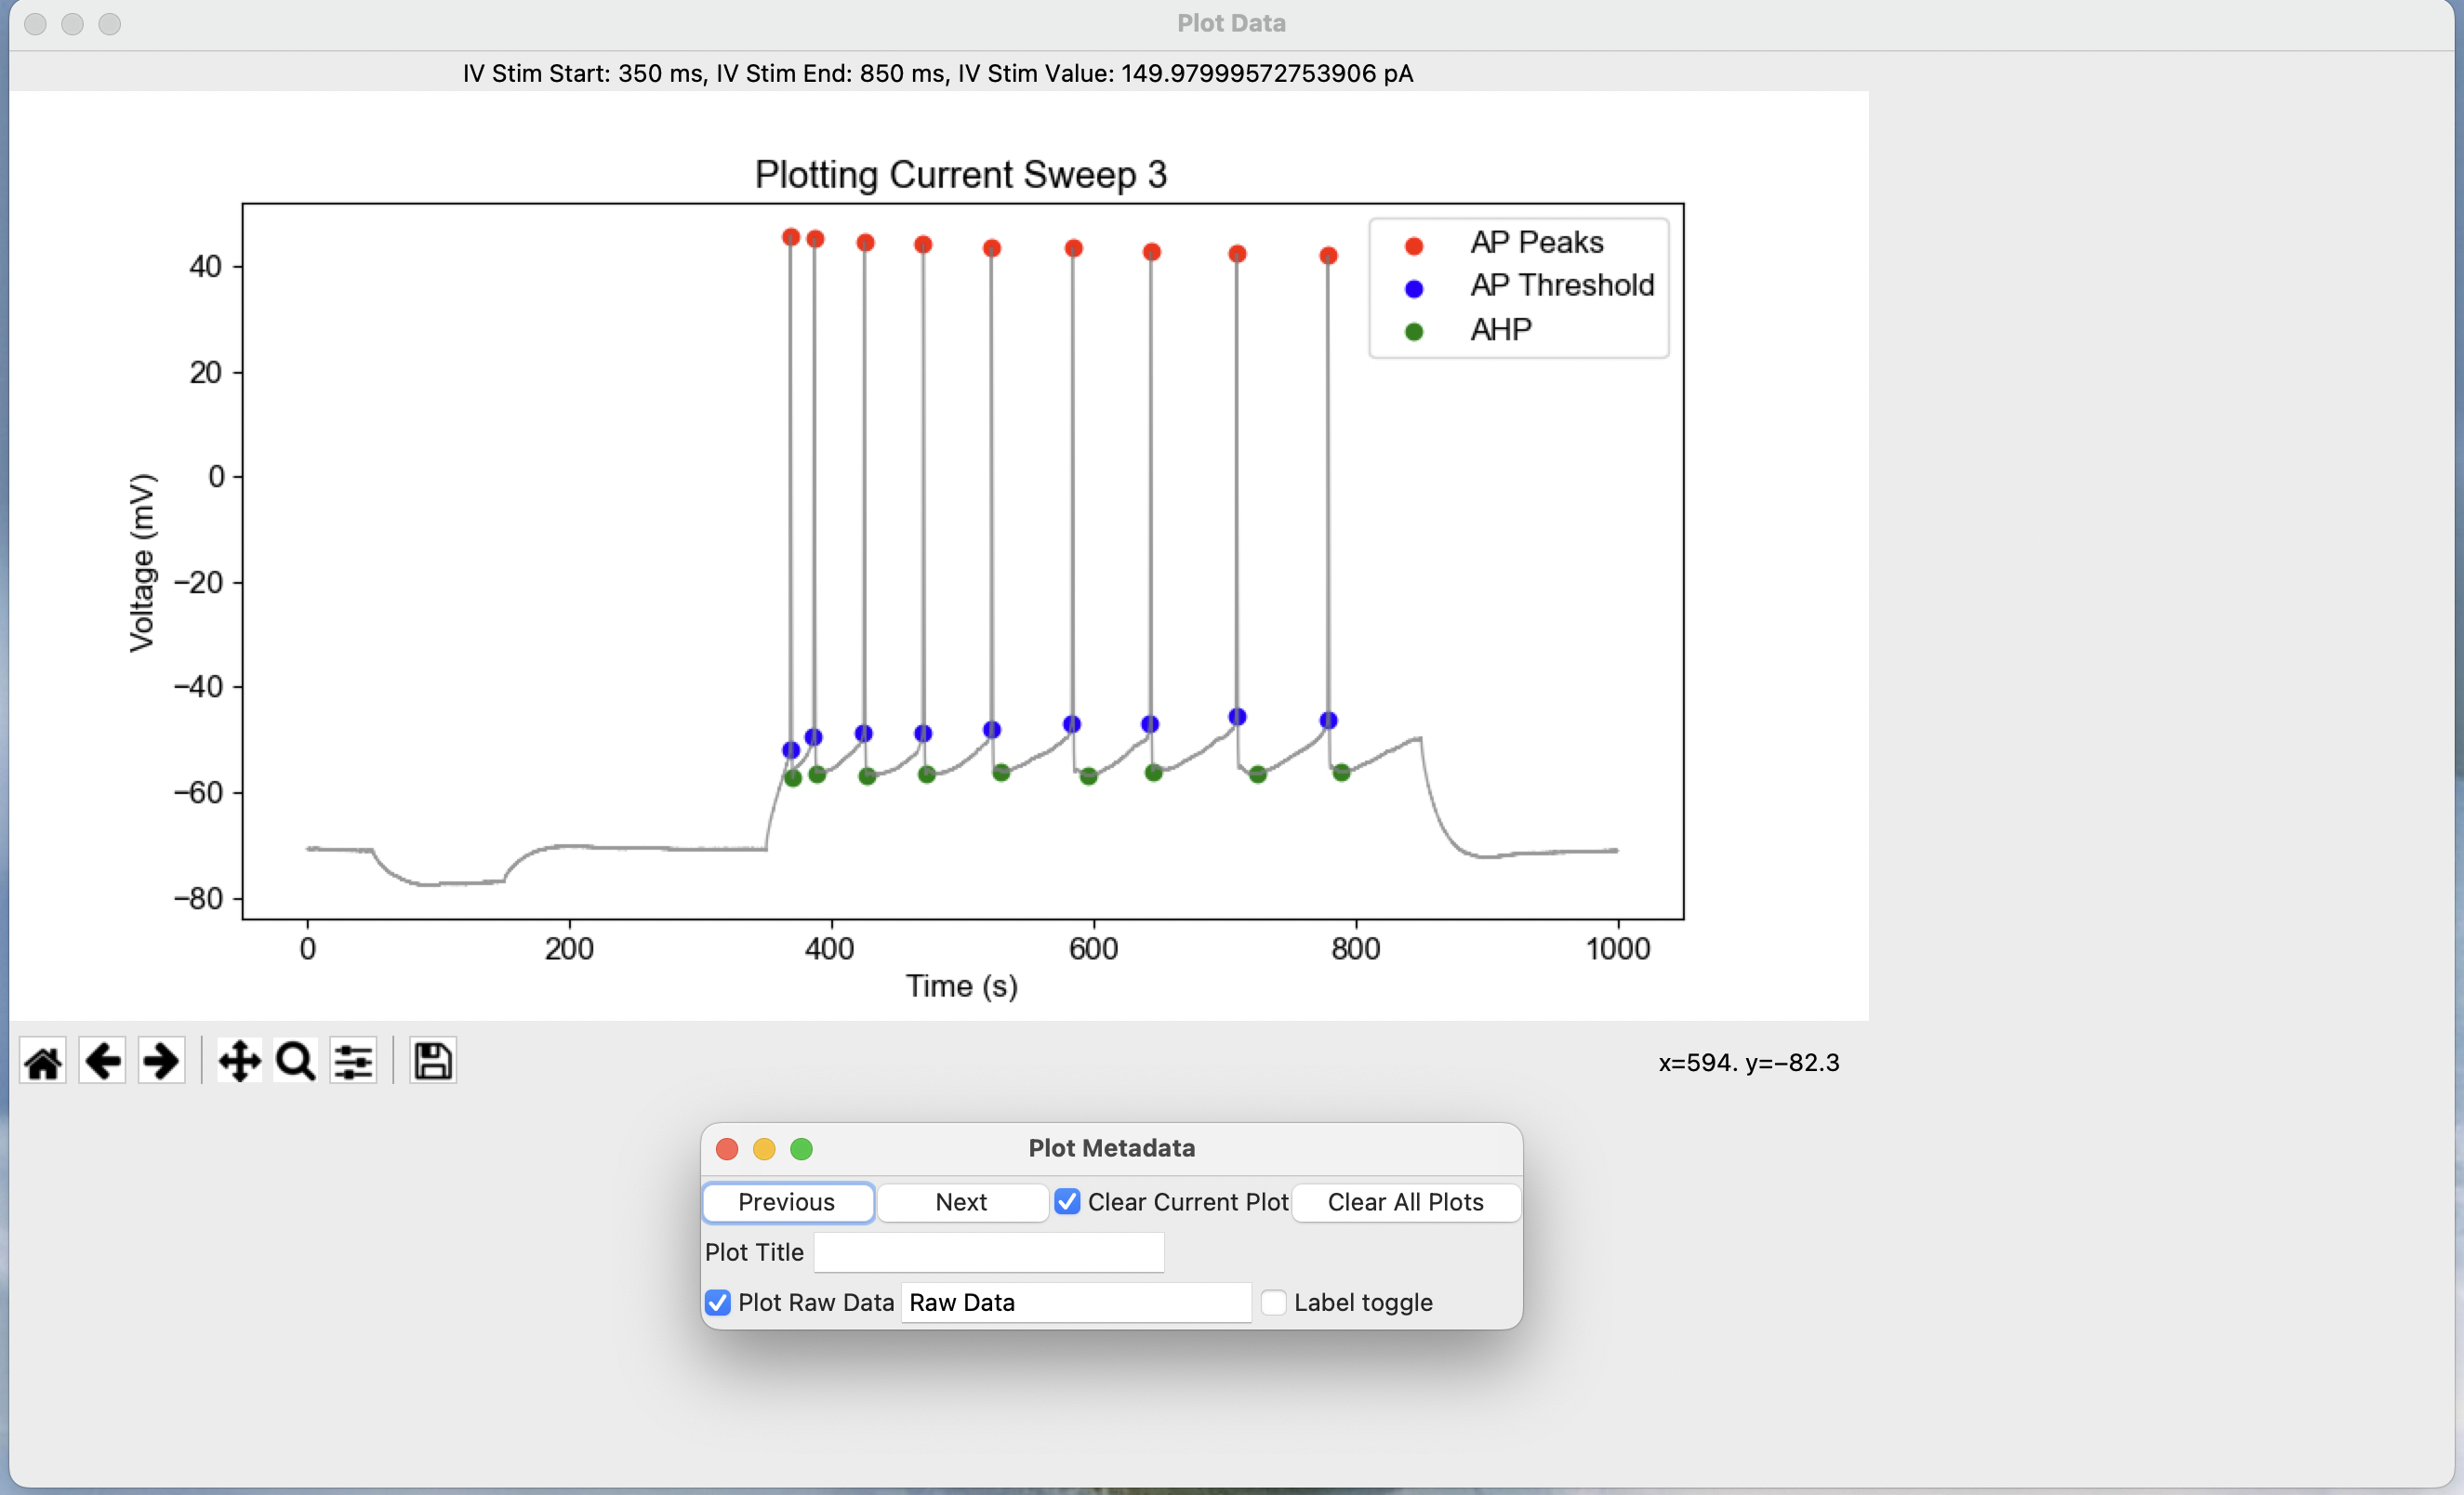 Plot Data
IV Stim Start: 350 ms, IV Stim End: 850 ms, IV Stim Value: 149.97999572753906 pA
Plotting Current Sweep 3
AP Peaks
AP Threshold
AHP
40
20
0
−20
−40
−60
−80
Voltage (mV)
0 200 400 600 800 1000
Time (s)
x=594. y=−82.3
Plot Metadata
Previous Next Clear Current Plot Clear All Plots
Plot Title
Plot Raw Data Raw Data Label toggle